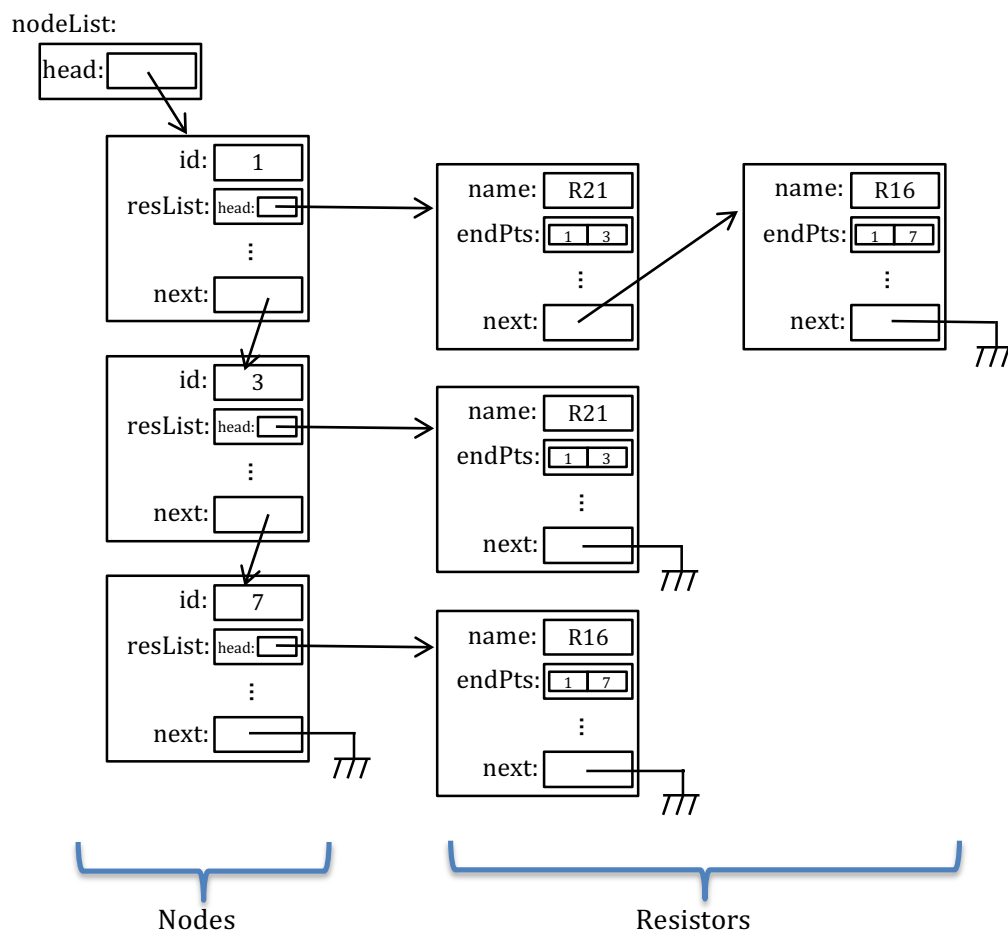 nodeList:
head:
id: 1
resList: head:
⋮
next:
name: R21
endPts: 1 3
⋮
next:
name: R16
endPts: 1 7
⋮
next:
id: 3
resList: head:
⋮
next:
name: R21
endPts: 1 3
⋮
next:
id: 7
resList: head:
⋮
next:
name: R16
endPts: 1 7
⋮
next:
Nodes
Resistors